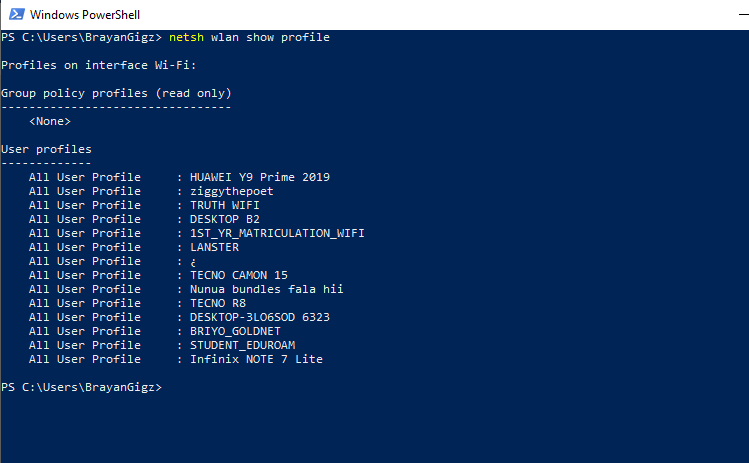 Windows PowerShell
PS C:\Users\BrayanGigz> netsh wlan show profile
Profiles on interface Wi-Fi:
Group policy profiles (read only)
---------------------------------
<None>
User profiles
-------------
All User Profile     : HUAWEI Y9 Prime 2019
All User Profile     : ziggythepoet
All User Profile     : TRUTH WIFI
All User Profile     : DESKTOP B2
All User Profile     : 1ST_YR_MATRICULATION_WIFI
All User Profile     : LANSTER
All User Profile     : ¿
All User Profile     : TECNO CAMON 15
All User Profile     : Nunua bundles fala hii
All User Profile     : TECNO R8
All User Profile     : DESKTOP-3LO6SOD 6323
All User Profile     : BRIYO_GOLDNET
All User Profile     : STUDENT_EDUROAM
All User Profile     : Infinix NOTE 7 Lite
PS C:\Users\BrayanGigz>